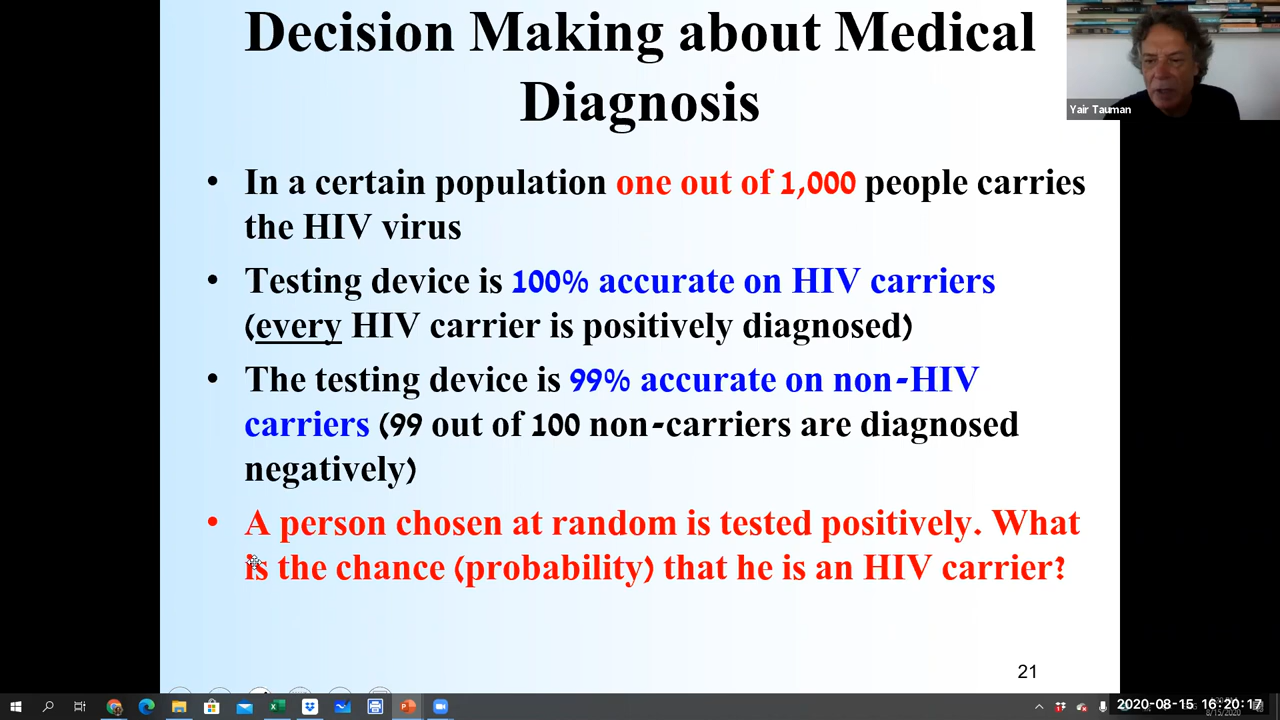 Decision Making about Medical
Diagnosis
Yair Tauman
• In a certain population one out of 1,000 people carries
the HIV virus
• Testing device is 100% accurate on HIV carriers
(every HIV carrier is positively diagnosed)
• The testing device is 99% accurate on non-HIV
carriers (99 out of 100 non-carriers are diagnosed
negatively)
• A person chosen at random is tested positively. What
is the chance (probability) that he is an HIV carrier?
21
2020-08-15 16:20:17